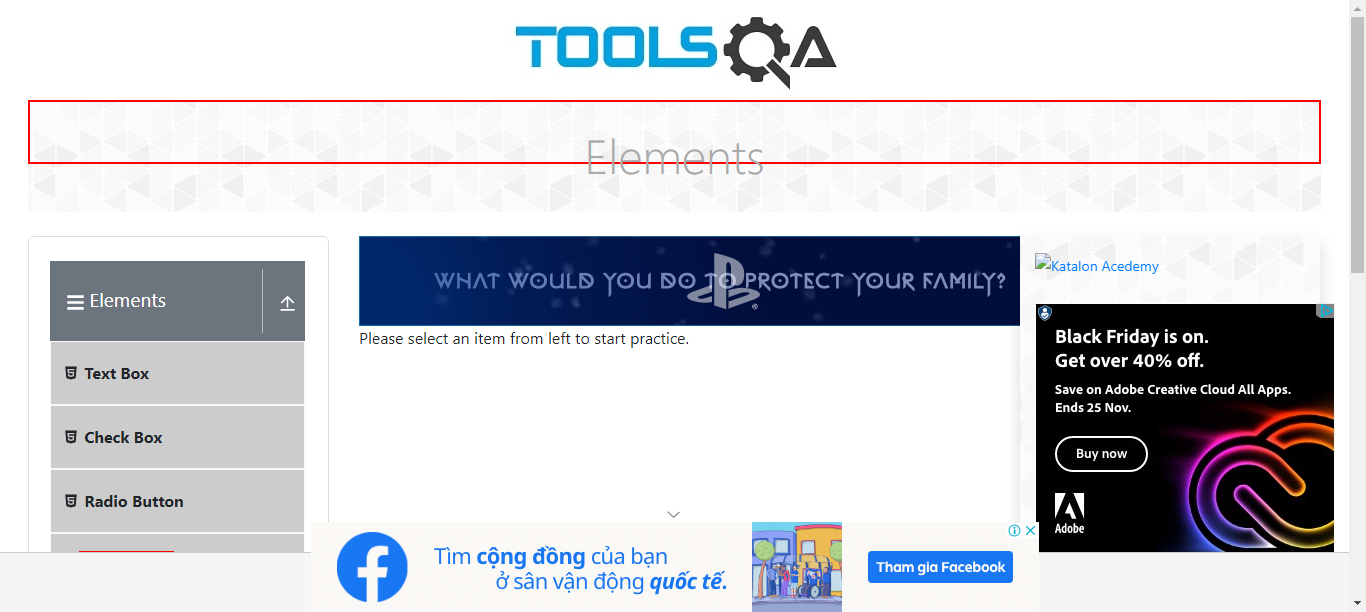 TOOLSQA
Elements
Elements
Text Box
Check Box
Radio Button
WHAT WOULD YOU DO TO PROTECT YOUR FAMILY?
Please select an item from left to start practice.
Katalon Acedemy
Black Friday is on.
Get over 40% off.
Save on Adobe Creative Cloud All Apps.
Ends 25 Nov.
Buy now
Adobe
Tìm cộng đồng của bạn
ở sân vận động quốc tế.
Tham gia Facebook